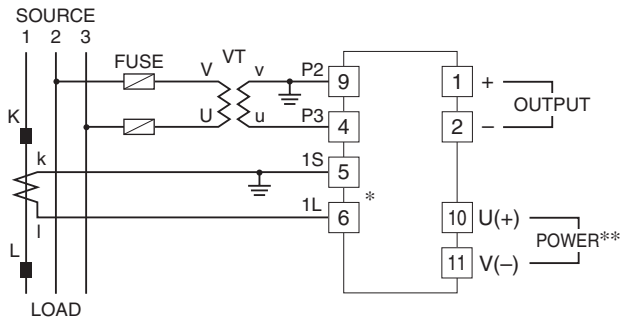 SOURCE
1 2 3
FUSE VT
V v P2 9 1 +
OUTPUT
K U u P3 4 2 −
k 1S 5
*
l 1L 6 10 U(+)
POWER**
L 11 V(−)
LOAD